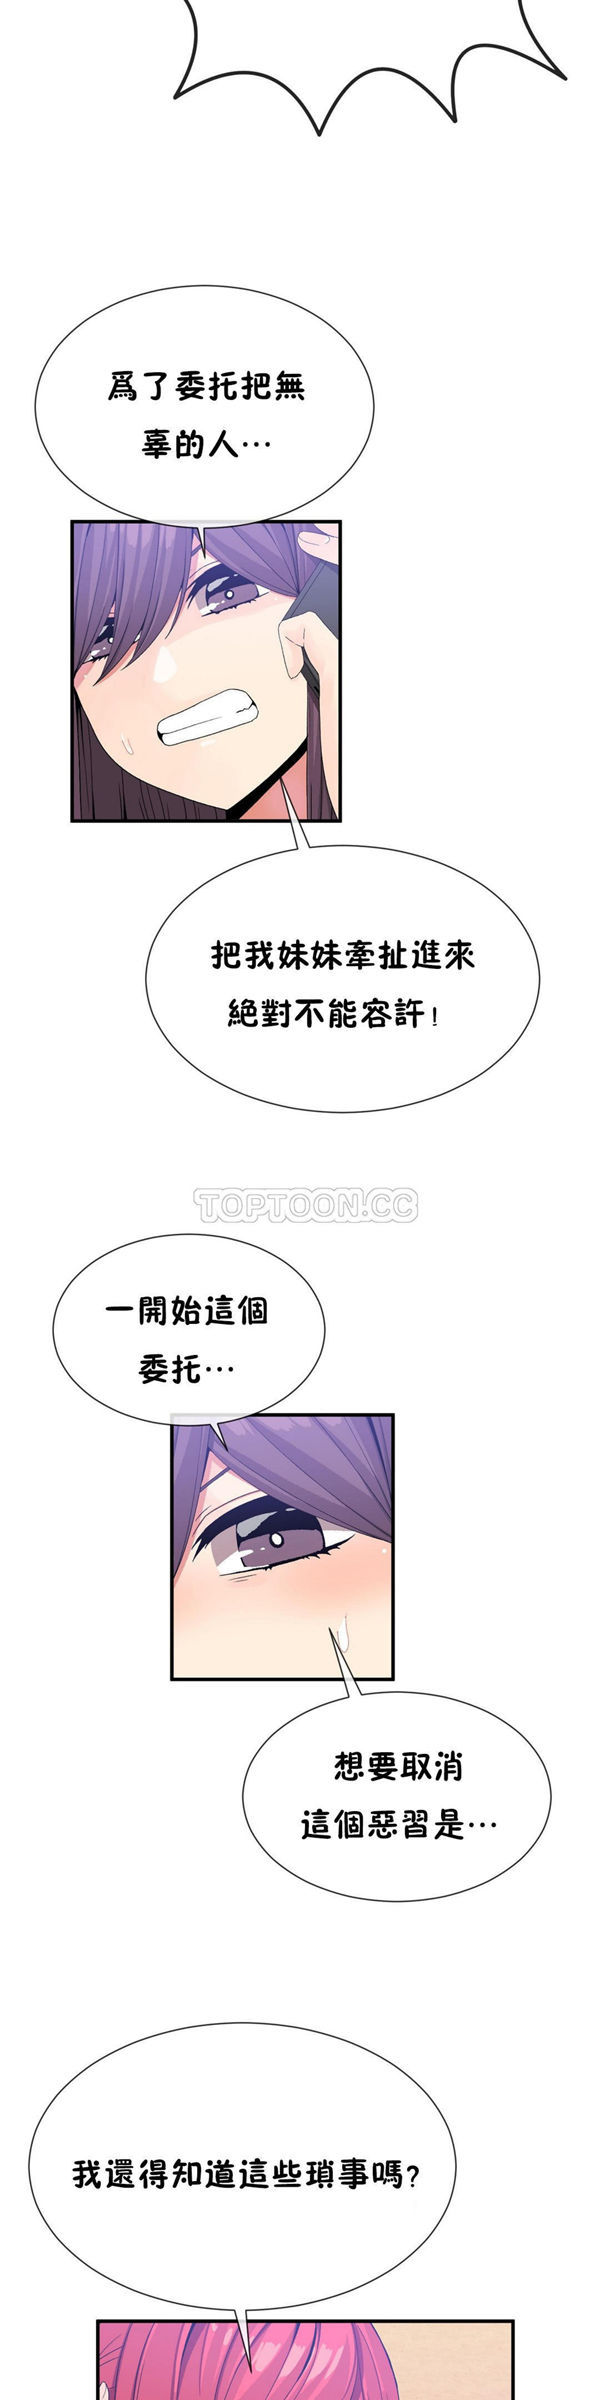 爲了委托把無
辜的人…
把我妹妹牽扯進來
絕對不能容許!
TOPTOON.CC
一開始這個
委托…
想要取消
這個惡習是…
我還得知道這些瑣事嗎?